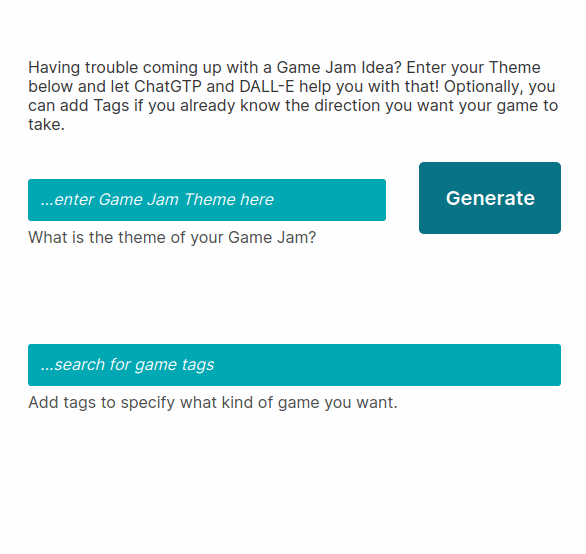 Having trouble coming up with a Game Jam Idea? Enter your Theme
below and let ChatGTP and DALL-E help you with that! Optionally, you
can add Tags if you already know the direction you want your game to
take.
...enter Game Jam Theme here
Generate
What is the theme of your Game Jam?
...search for game tags
Add tags to specify what kind of game you want.